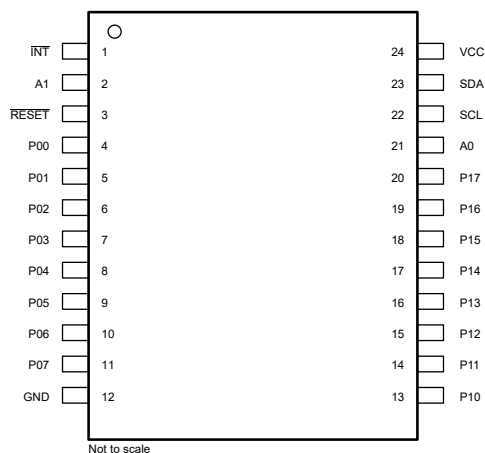 INT 1 24 VCC
A1 2 23 SDA
RESET 3 22 SCL
P00 4 21 A0
P01 5 20 P17
P02 6 19 P16
P03 7 18 P15
P04 8 17 P14
P05 9 16 P13
P06 10 15 P12
P07 11 14 P11
GND 12 13 P10
Not to scale